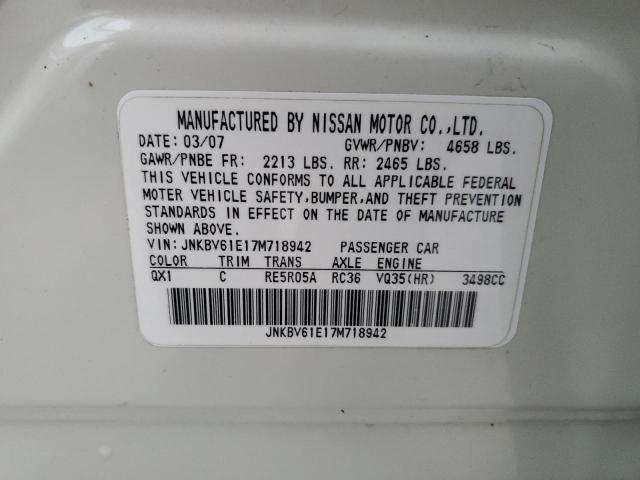 MANUFACTURED BY NISSAN MOTOR CO.,LTD.
DATE: 03/07 GVWR/PNBV: 4658 LBS.
GAWR/PNBE FR: 2213 LBS. RR: 2465 LBS.
THIS VEHICLE CONFORMS TO ALL APPLICABLE FEDERAL
MOTER VEHICLE SAFETY,BUMPER,AND THEFT PREVENTION
STANDARDS IN EFFECT ON THE DATE OF MANUFACTURE
SHOWN ABOVE.
VIN: JNKBV61E17M718942 PASSENGER CAR
COLOR TRIM TRANS AXLE ENGINE
QX1 C RE5R05A RC36 VQ35(HR) 3498CC
JNKBV61E17M718942